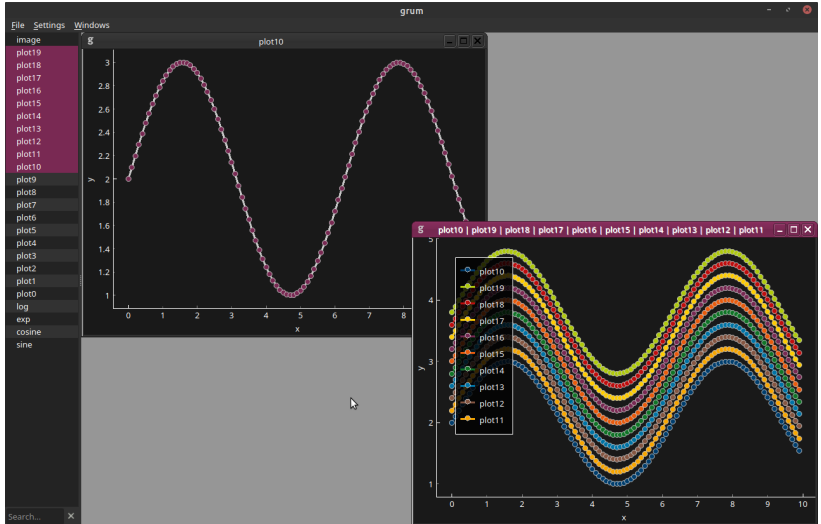 grum
File Settings Windows
image
plot19
plot18
plot17
plot16
plot15
plot14
plot13
plot12
plot11
plot10
plot9
plot8
plot7
plot6
plot5
plot4
plot3
plot2
plot1
plot0
log
exp
cosine
sine
Search...
g plot10
3
2.8
2.6
2.4
2.2
2
1.8
1.6
1.4
1.2
1
y
0 1 2 3 4 5 6 7 8
x
g plot10 | plot19 | plot18 | plot17 | plot16 | plot15 | plot14 | plot13 | plot12 | plot11
5
4
3
2
1
y
plot10
plot19
plot18
plot17
plot16
plot15
plot14
plot13
plot12
plot11
0 1 2 3 4 5 6 7 8 9 10
x